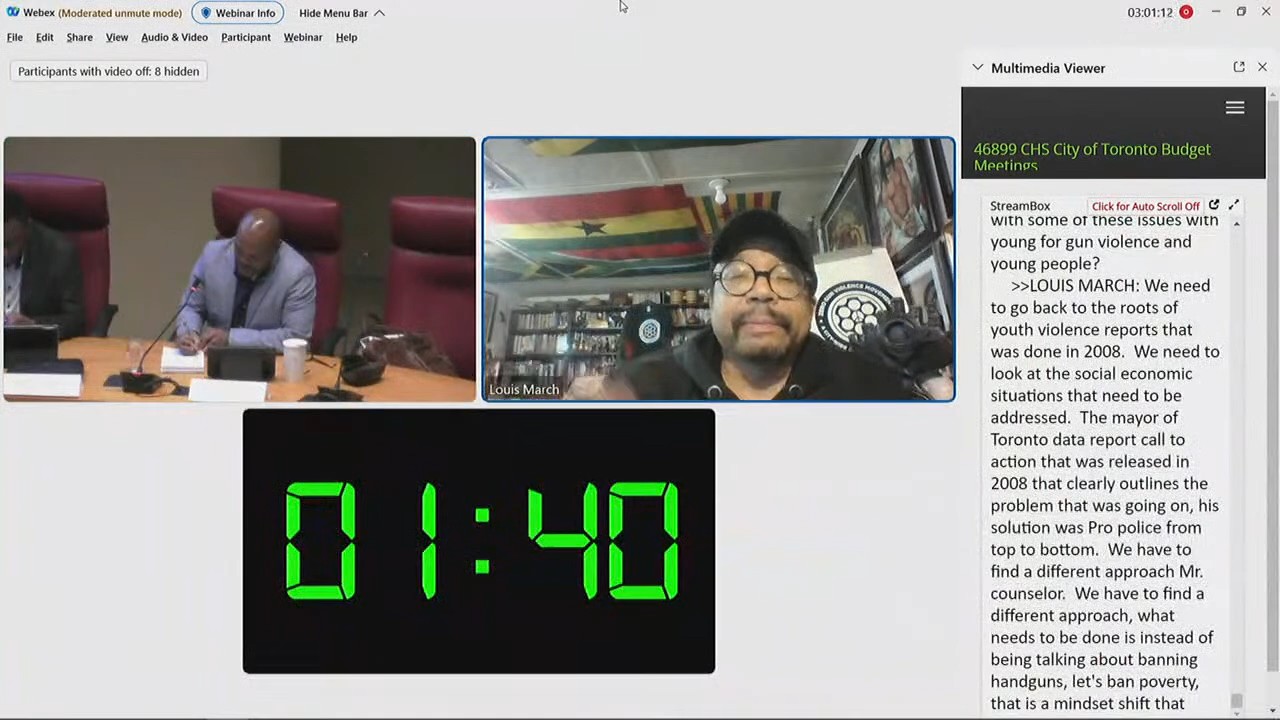 Webex (Moderated unmute mode) Webinar Info Hide Menu Bar 03:01:12
File Edit Share View Audio & Video Participant Webinar Help
Participants with video off: 8 hidden
Multimedia Viewer
46899 CHS City of Toronto Budget
Meetings
StreamBox Click for Auto Scroll Off
with some of these issues with
young for gun violence and
young people?
>>LOUIS MARCH: We need
to go back to the roots of
youth violence reports that
was done in 2008. We need to
look at the social economic
situations that need to be
addressed. The mayor of
Toronto data report call to
action that was released in
2008 that clearly outlines the
problem that was going on, his
solution was Pro police from
top to bottom. We have to
find a different approach Mr.
counselor. We have to find a
different approach, what
needs to be done is instead of
being talking about banning
handguns, let's ban poverty,
that is a mindset shift that
Louis March
01:40